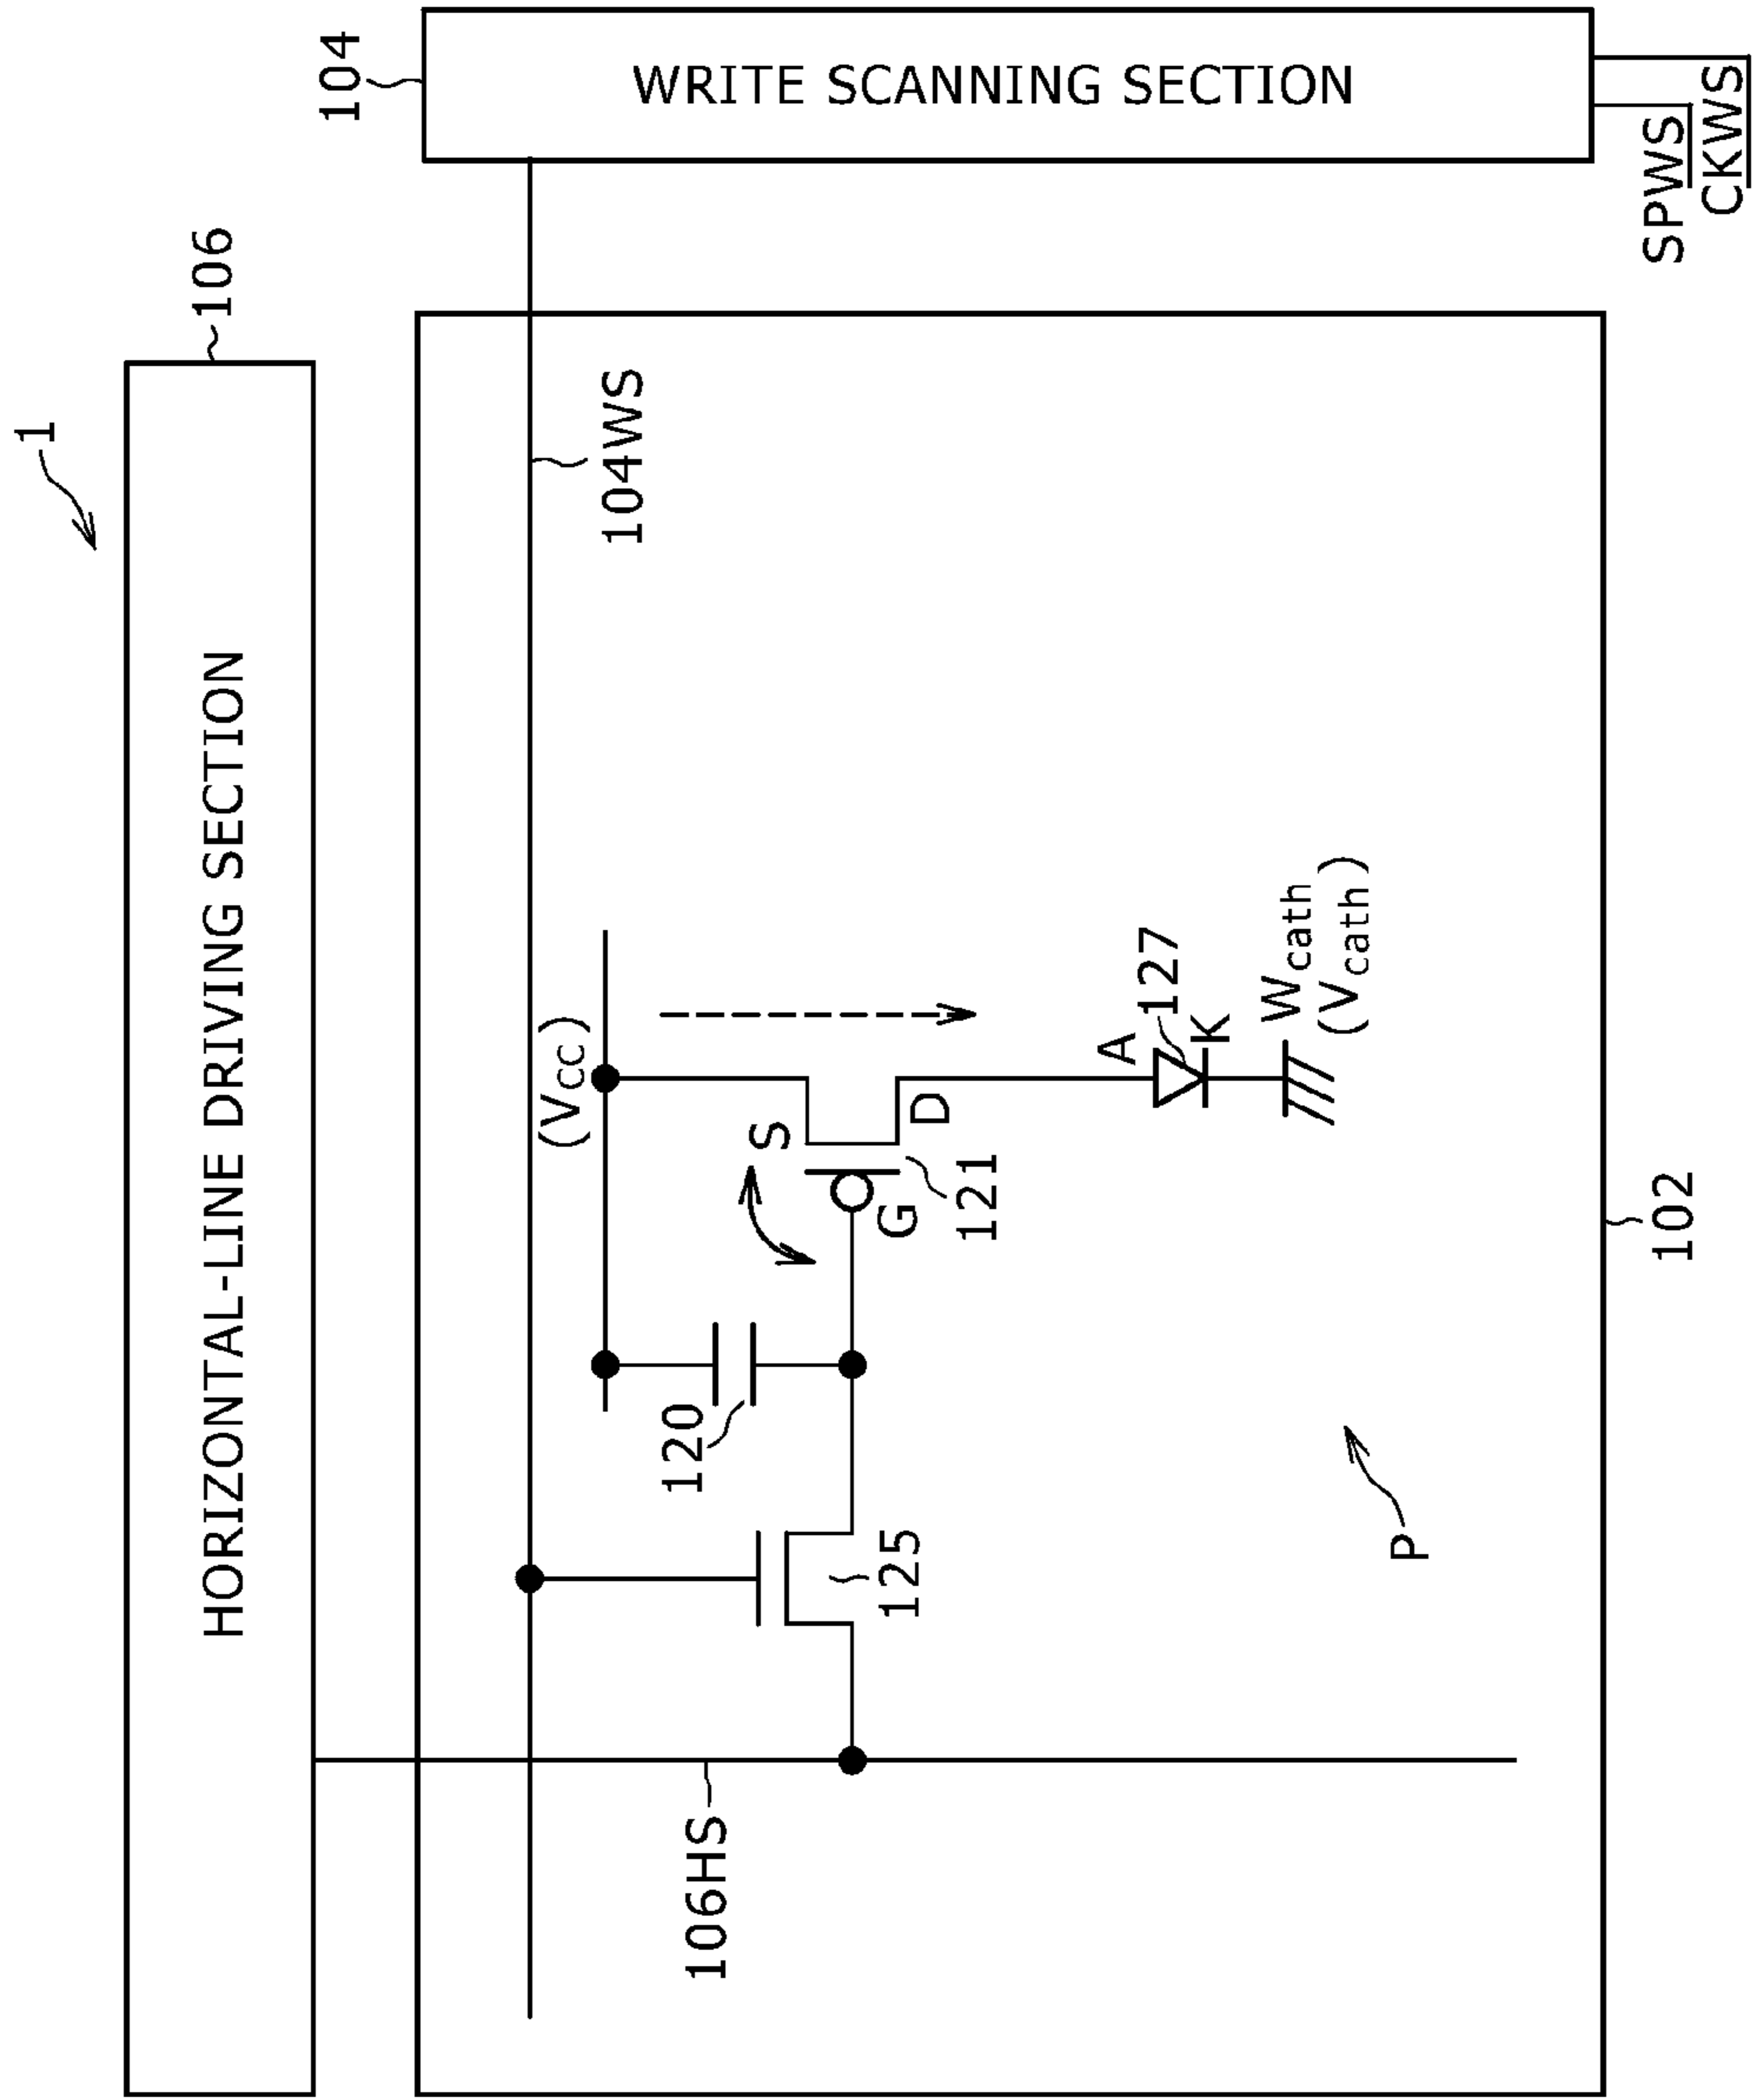 1
HORIZONTAL-LINE DRIVING SECTION
106
104
WRITE SCANNING SECTION
SPWS
CKWS
104WS
(VCC)
120
S
106HS
G
D
125
121
A
127
K
Wcath
(Vcath)
P
102